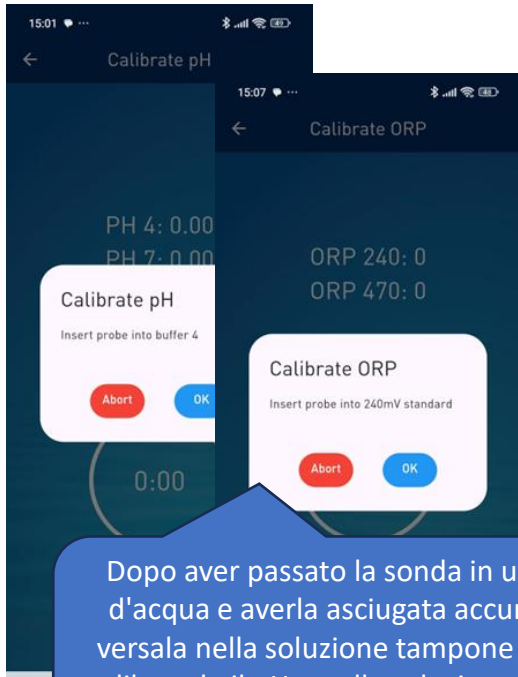 15:01
Calibrate pH
PH 4: 0.00
PH 7: 0.00
Calibrate pH
Insert probe into buffer 4
Abort
OK
0:00
15:07
Calibrate ORP
ORP 240: 0
ORP 470: 0
Calibrate ORP
Insert probe into 240mV standard
Abort
OK
Dopo aver passato la sonda in u
d'acqua e averla asciugata accur
versala nella soluzione tampone